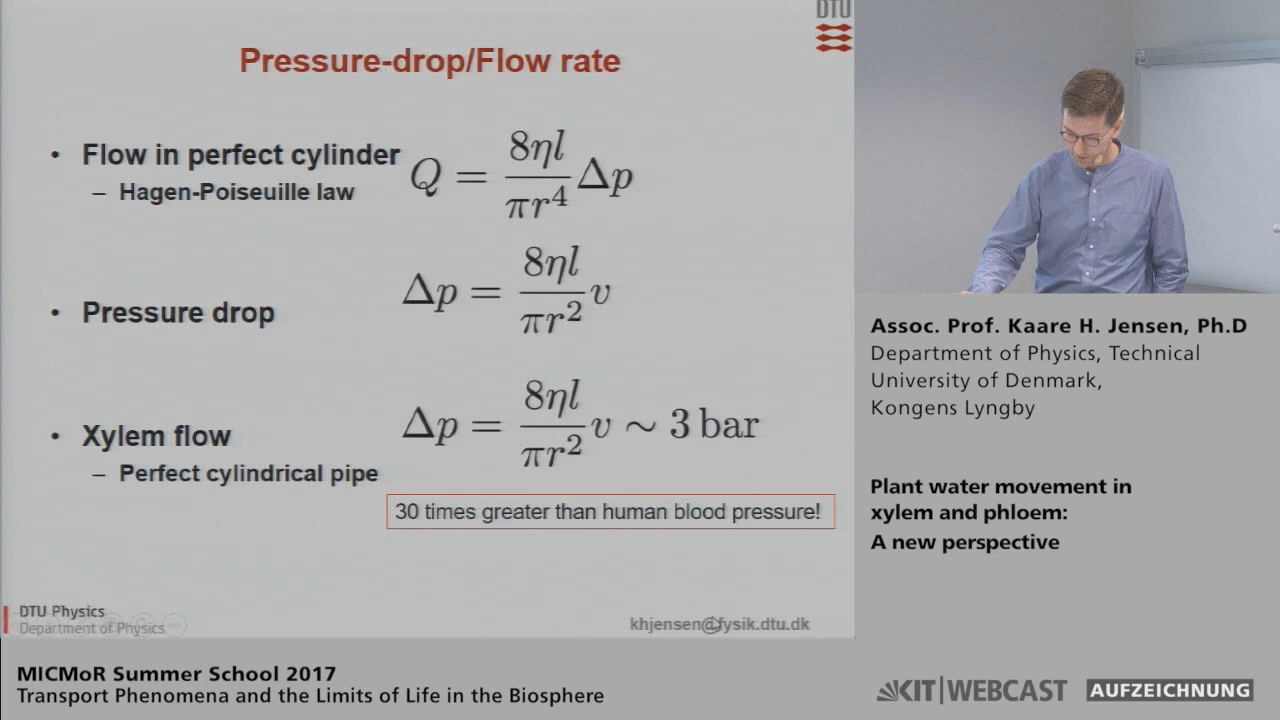 DTU
Pressure-drop/Flow rate
• Flow in perfect cylinder
– Hagen-Poiseuille law
Q = 8ηl/πr⁴ Δp
• Pressure drop
Δp = 8ηl/πr² v
• Xylem flow
– Perfect cylindrical pipe
Δp = 8ηl/πr² v ∼ 3 bar
30 times greater than human blood pressure!
DTU Physics
Department of Physics
khjensen@fysik.dtu.dk
Assoc. Prof. Kaare H. Jensen, Ph.D
Department of Physics, Technical
University of Denmark,
Kongens Lyngby
Plant water movement in
xylem and phloem:
A new perspective
MICMoR Summer School 2017
Transport Phenomena and the Limits of Life in the Biosphere
KIT|WEBCAST
AUFZEICHNUNG